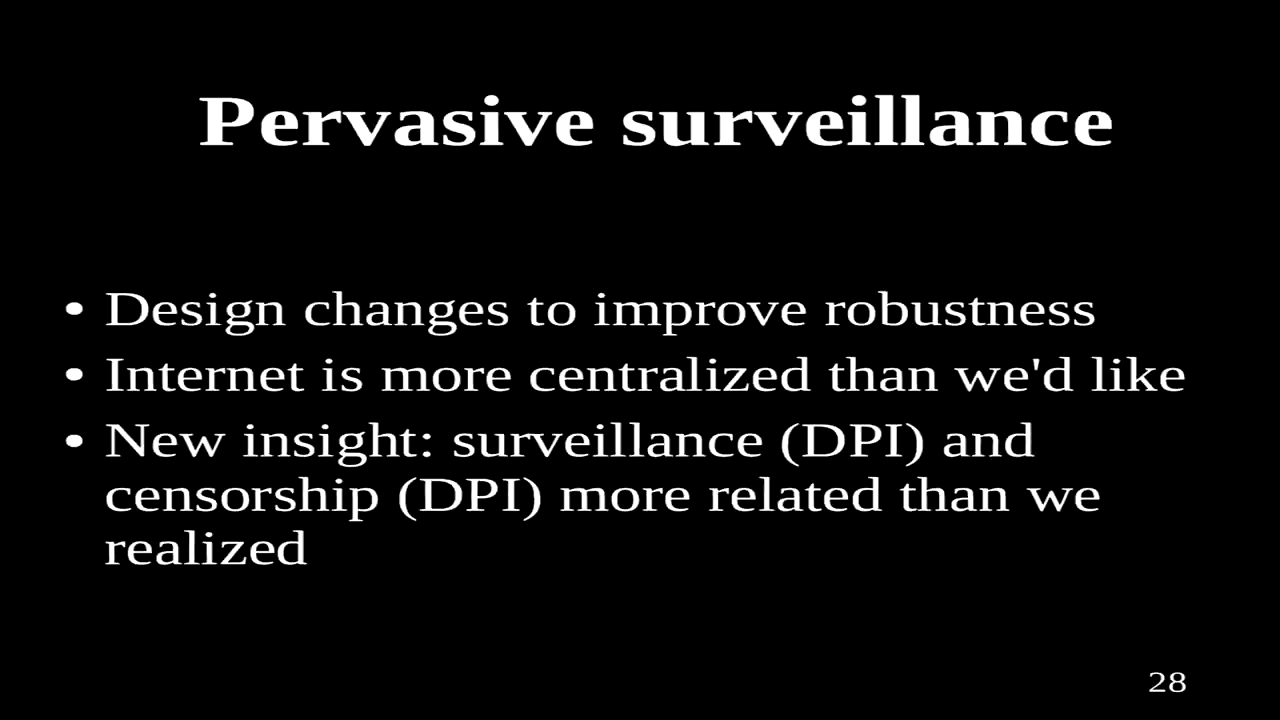 Pervasive surveillance
• Design changes to improve robustness
• Internet is more centralized than we'd like
• New insight: surveillance (DPI) and
censorship (DPI) more related than we
realized
28